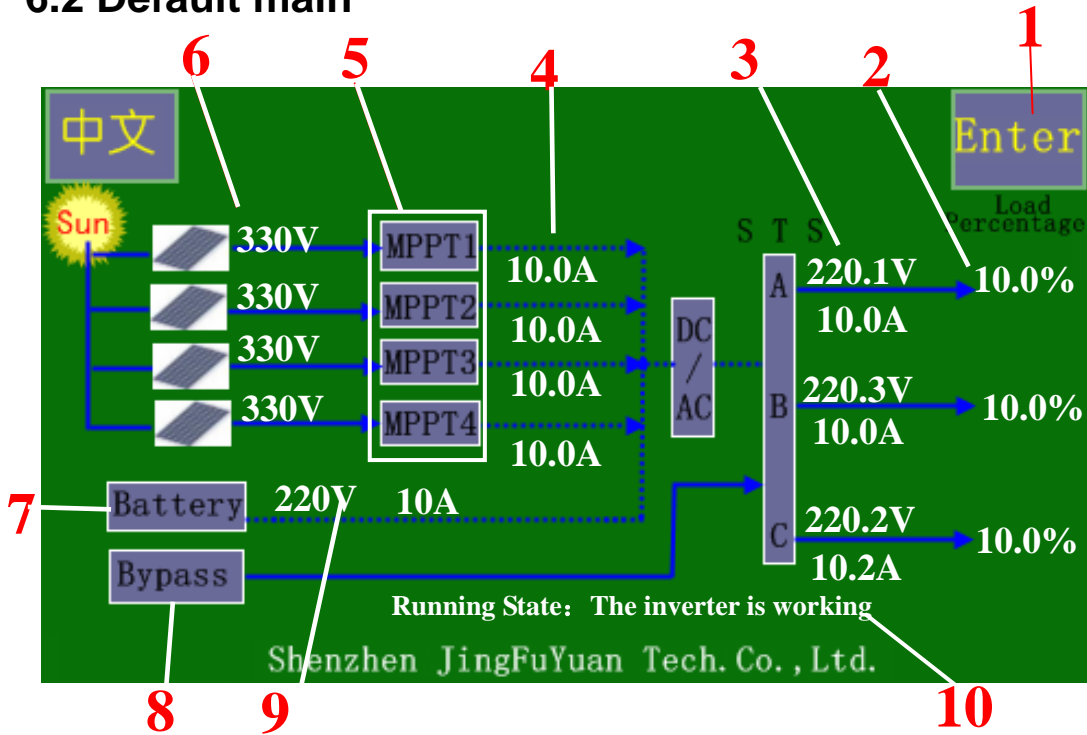 6.2 Default main
1
6 5 4 3 2
中文
Enter
Sun
Load
Percentage
S T S
330V MPPT1
10.0A
A 220.1V 10.0%
10.0A
330V MPPT2
10.0A
DC
/
AC
330V MPPT3
10.0A
B 220.3V 10.0%
10.0A
330V MPPT4
10.0A
7 Battery 220V 10A
C 220.2V 10.0%
10.2A
Bypass
Running State：The inverter is working
Shenzhen JingFuYuan Tech.Co.,Ltd.
8 9 10